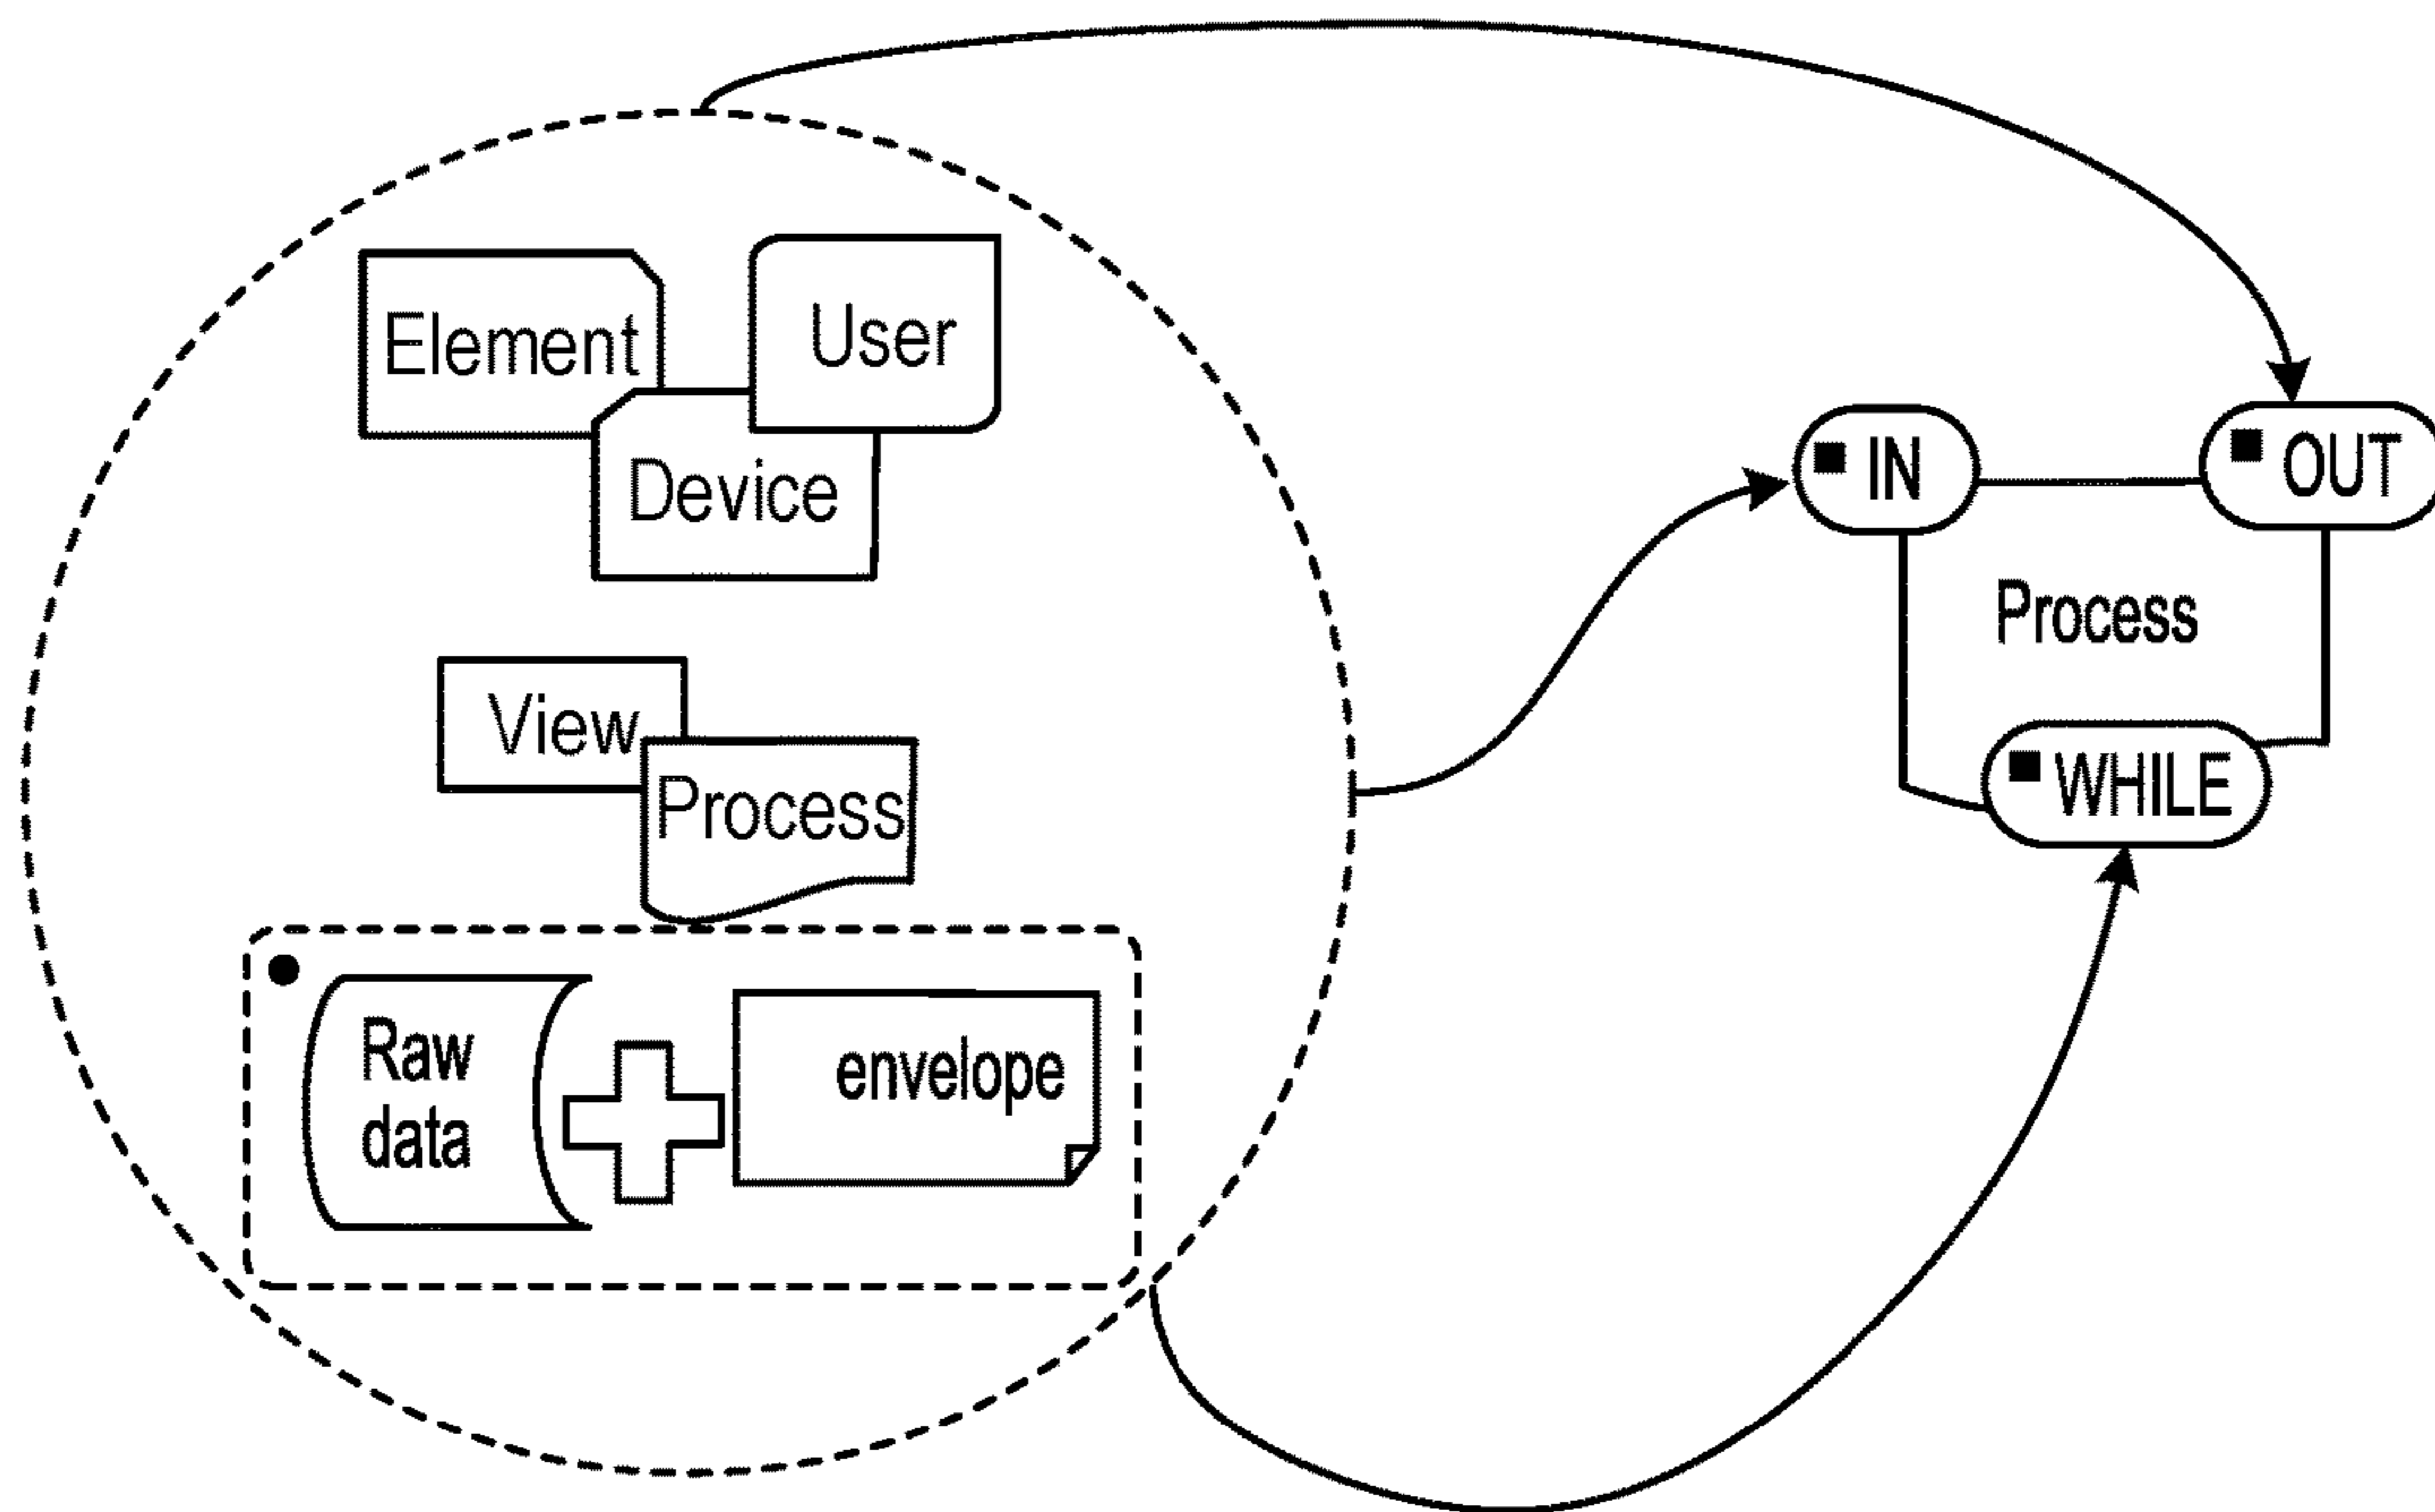 Element
User
Device
View
Process
Raw
data
envelope
IN
OUT
Process
WHILE